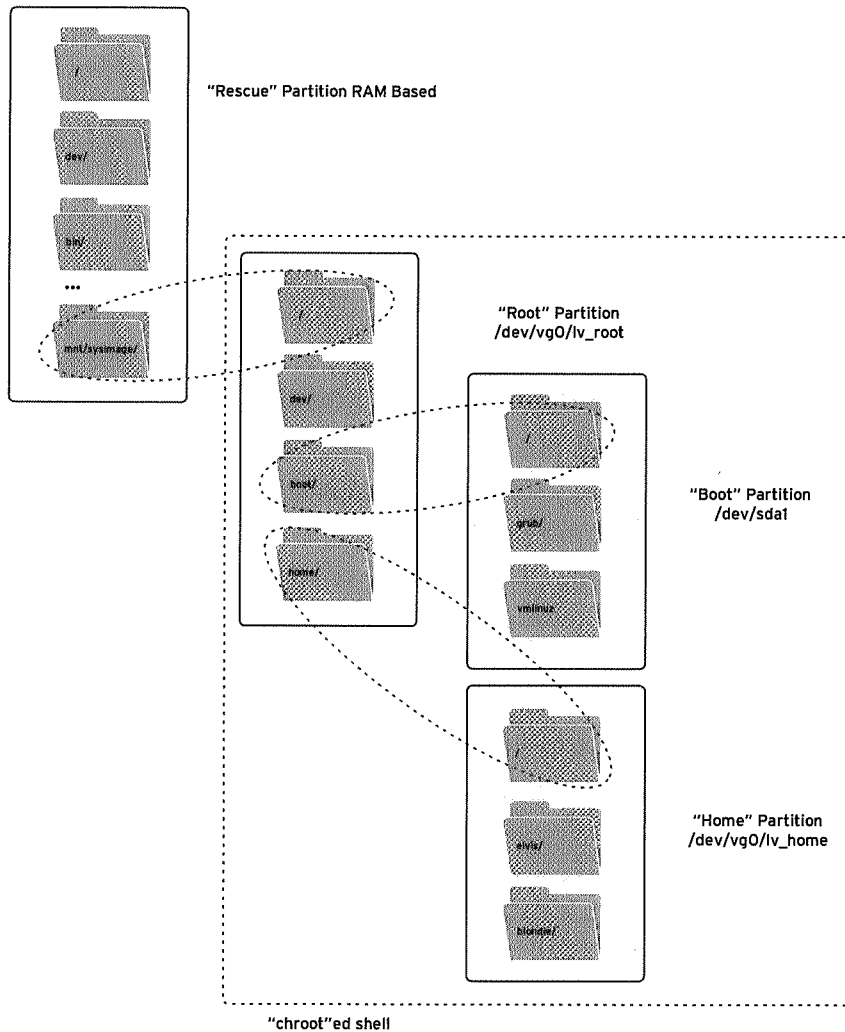 /
"Rescue" Partition RAM Based
dev/
bin/
...
mnt/sysimage/
/
"Root" Partition
/dev/vg0/lv_root
dev/
boot/
home/
/
"Boot" Partition
/dev/sda1
grub/
vmlinuz
/
"Home" Partition
/dev/vg0/lv_home
elvis/
blondie/
"chroot"ed shell